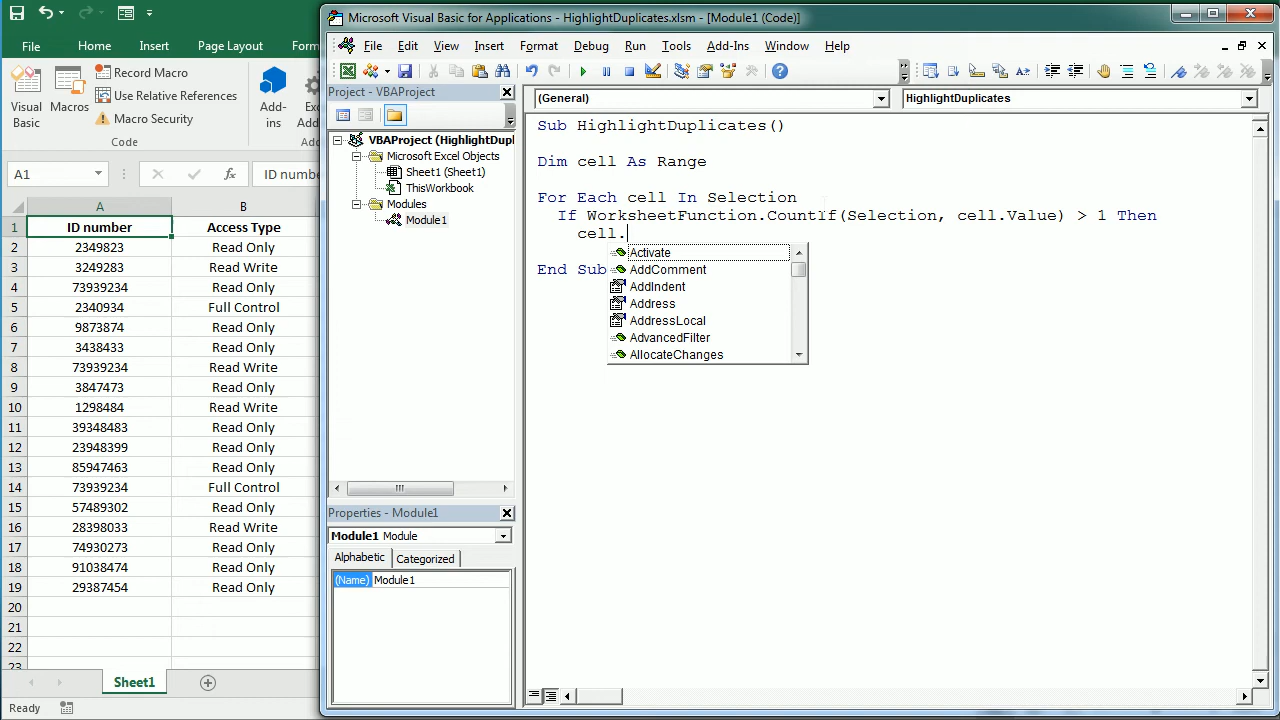 Microsoft Visual Basic for Applications - HighlightDuplicates.xlsm - [Module1 (Code)]
File Home Insert Page Layout Form
File Edit View Insert Format Debug Run Tools Add-Ins Window Help
Visual Basic
Macros
Record Macro
Use Relative References
Macro Security
Code
Add-ins
Exc
Add
Ad
A1
ID numbe
A B
1 ID number Access Type
2 2349823 Read Only
3 3249283 Read Write
4 73939234 Read Only
5 2340934 Full Control
6 9873874 Read Only
7 3438433 Read Only
8 73939234 Read Write
9 3847473 Read Only
10 1298484 Read Write
11 39348483 Read Only
12 23948399 Read Only
13 85947463 Read Only
14 73939234 Full Control
15 57489302 Read Only
16 28398033 Read Write
17 74930273 Read Only
18 91038474 Read Only
19 29387454 Read Only
20
21
22
23
Sheet1
Ready
Project - VBAProject
VBAProject (HighlightDupl
Microsoft Excel Objects
Sheet1 (Sheet1)
ThisWorkbook
Modules
Module1
Properties - Module1
Module1 Module
Alphabetic Categorized
(Name) Module1
(General) HighlightDuplicates
Sub HighlightDuplicates()
Dim cell As Range
For Each cell In Selection
If WorksheetFunction.CountIf(Selection, cell.Value) > 1 Then
cell.
End Sub
Activate
AddComment
AddIndent
Address
AddressLocal
AdvancedFilter
AllocateChanges